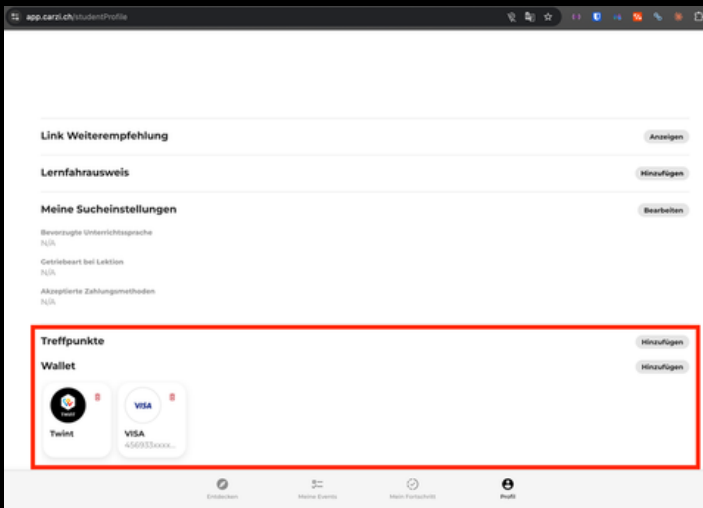 app.carzi.ch/studentProfile
Link Weiterempfehlung
Anzeigen
Lernfahrausweis
Hinzufügen
Meine Sucheinstellungen
Bearbeiten
Bevorzugte Unterrichtssprache
N/A
Getriebeart bei Lektion
N/A
Akzeptierte Zahlungsmethoden
N/A
Treffpunkte
Hinzufügen
Wallet
Hinzufügen
TWINT
VISA
Twint
VISA
456933xxxx...
Entdecken
Meine Events
Mein Fortschritt
Profil